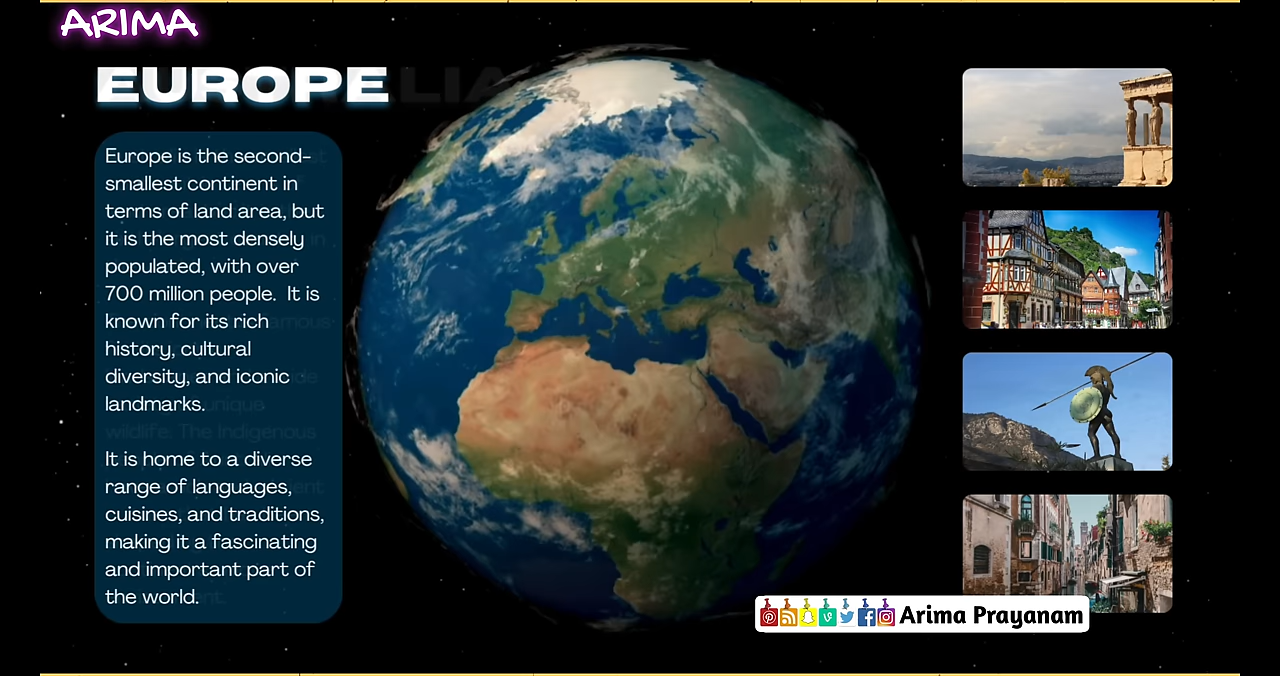 ARIMA
EUROPE
Europe is the second-
smallest continent in
terms of land area, but
it is the most densely
populated, with over
700 million people.  It is
known for its rich
history, cultural
diversity, and iconic
landmarks.
wildlife. The Indigenous
It is home to a diverse
range of languages,
cuisines, and traditions,
making it a fascinating
and important part of
the world.
Arima Prayanam